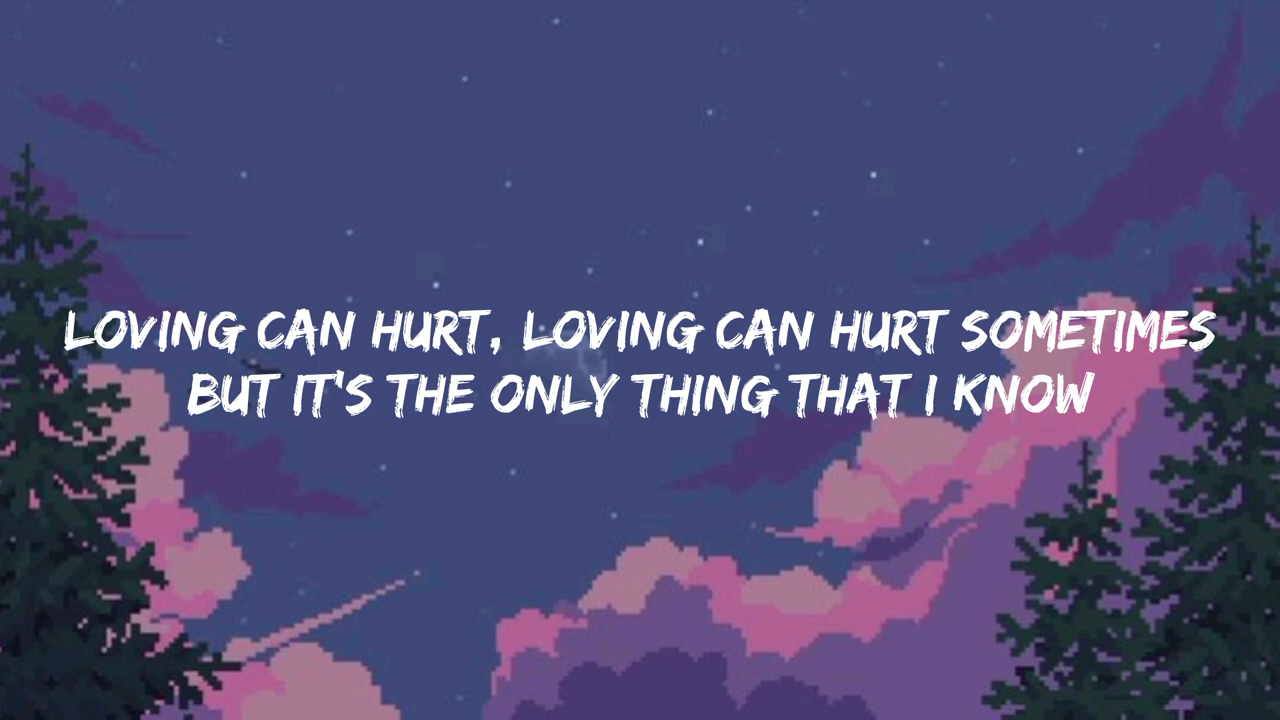 LOVING CAN HURT, LOVING CAN HURT SOMETIMES
BUT IT'S THE ONLY THING THAT I KNOW